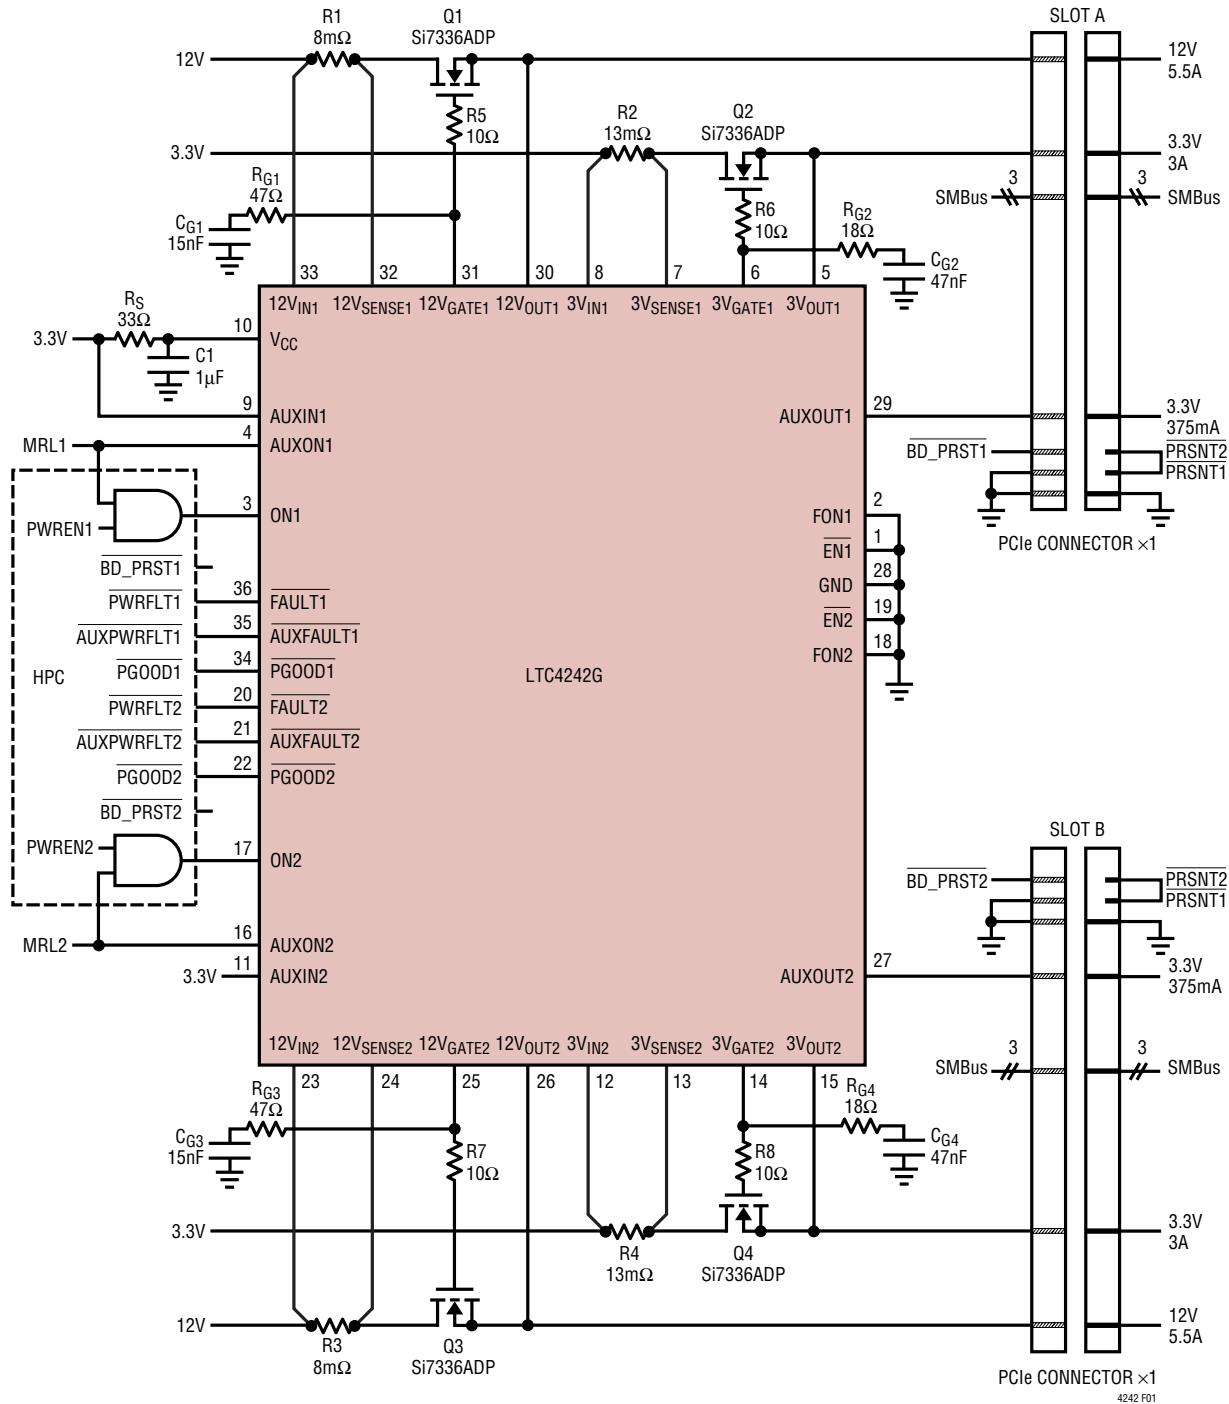 R1
8mΩ
Q1
Si7336ADP
SLOT A
12V
12V
5.5A
R5
10Ω
R2
13mΩ
Q2
Si7336ADP
3.3V
3.3V
3A
RG1
47Ω
CG1
15nF
R6
10Ω
RG2
18Ω
CG2
47nF
SMBus
3
3
SMBus
33
32
31
30
8
7
6
5
12VIN1
12VSENSE1
12VGATE1
12VOUT1
3VIN1
3VSENSE1
3VGATE1
3VOUT1
RS
33Ω
3.3V
10
VCC
C1
1μF
9
AUXIN1
AUXOUT1
29
3.3V
375mA
MRL1
4
AUXON1
BD_PRST1
PRSNT2
PRSNT1
PWREN1
3
ON1
FON1
2
EN1
1
PCIe CONNECTOR ×1
BD_PRST1
GND
28
PWRFLT1
36
FAULT1
EN2
19
AUXPWRFLT1
35
AUXFAULT1
FON2
18
HPC
PGOOD1
34
PGOOD1
LTC4242G
PWRFLT2
20
FAULT2
AUXPWRFLT2
21
AUXFAULT2
PGOOD2
22
PGOOD2
BD_PRST2
SLOT B
PWREN2
17
ON2
BD_PRST2
PRSNT2
PRSNT1
MRL2
16
AUXON2
3.3V
11
AUXIN2
AUXOUT2
27
3.3V
375mA
12VIN2
12VSENSE2
12VGATE2
12VOUT2
3VIN2
3VSENSE2
3VGATE2
3VOUT2
23
24
25
26
12
13
14
15
SMBus
3
3
SMBus
RG3
47Ω
CG3
15nF
R7
10Ω
R8
10Ω
RG4
18Ω
CG4
47nF
3.3V
R4
13mΩ
Q4
Si7336ADP
3.3V
3A
12V
R3
8mΩ
Q3
Si7336ADP
12V
5.5A
PCIe CONNECTOR ×1
4242 F01